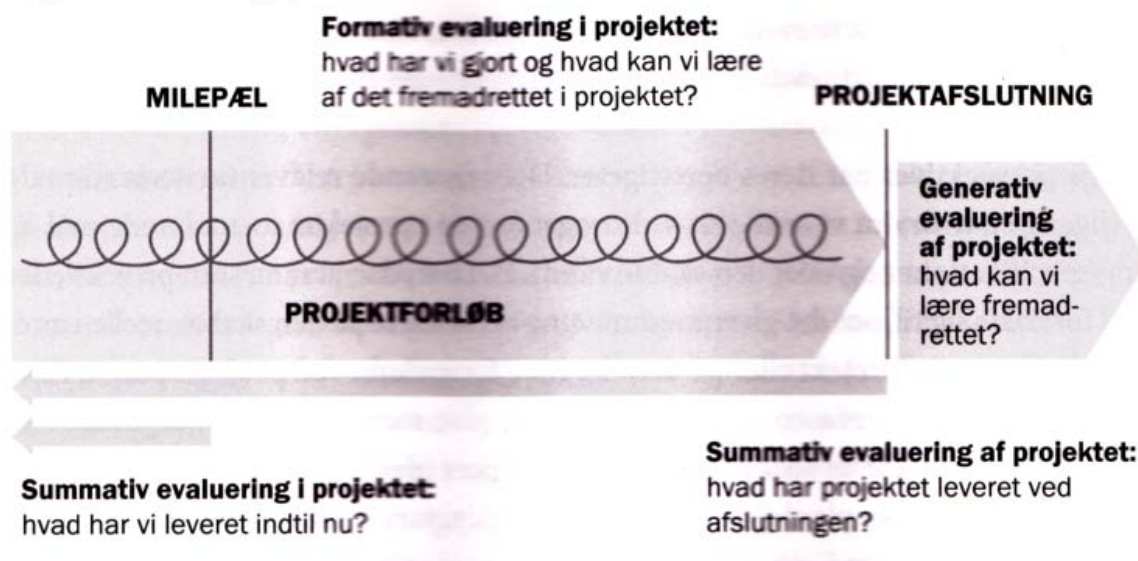 Formativ evaluering i projektet:
hvad har vi gjort og hvad kan vi lære
af det fremadrettet i projektet?
MILEPÆL
PROJEKTAFSLUTNING
Generativ
evaluering
af projektet:
hvad kan vi
lære fremad-
rettet?
PROJEKTFORLØB
Summativ evaluering i projektet:
hvad har vi leveret indtil nu?
Summativ evaluering af projektet:
hvad har projektet leveret ved
afslutningen?